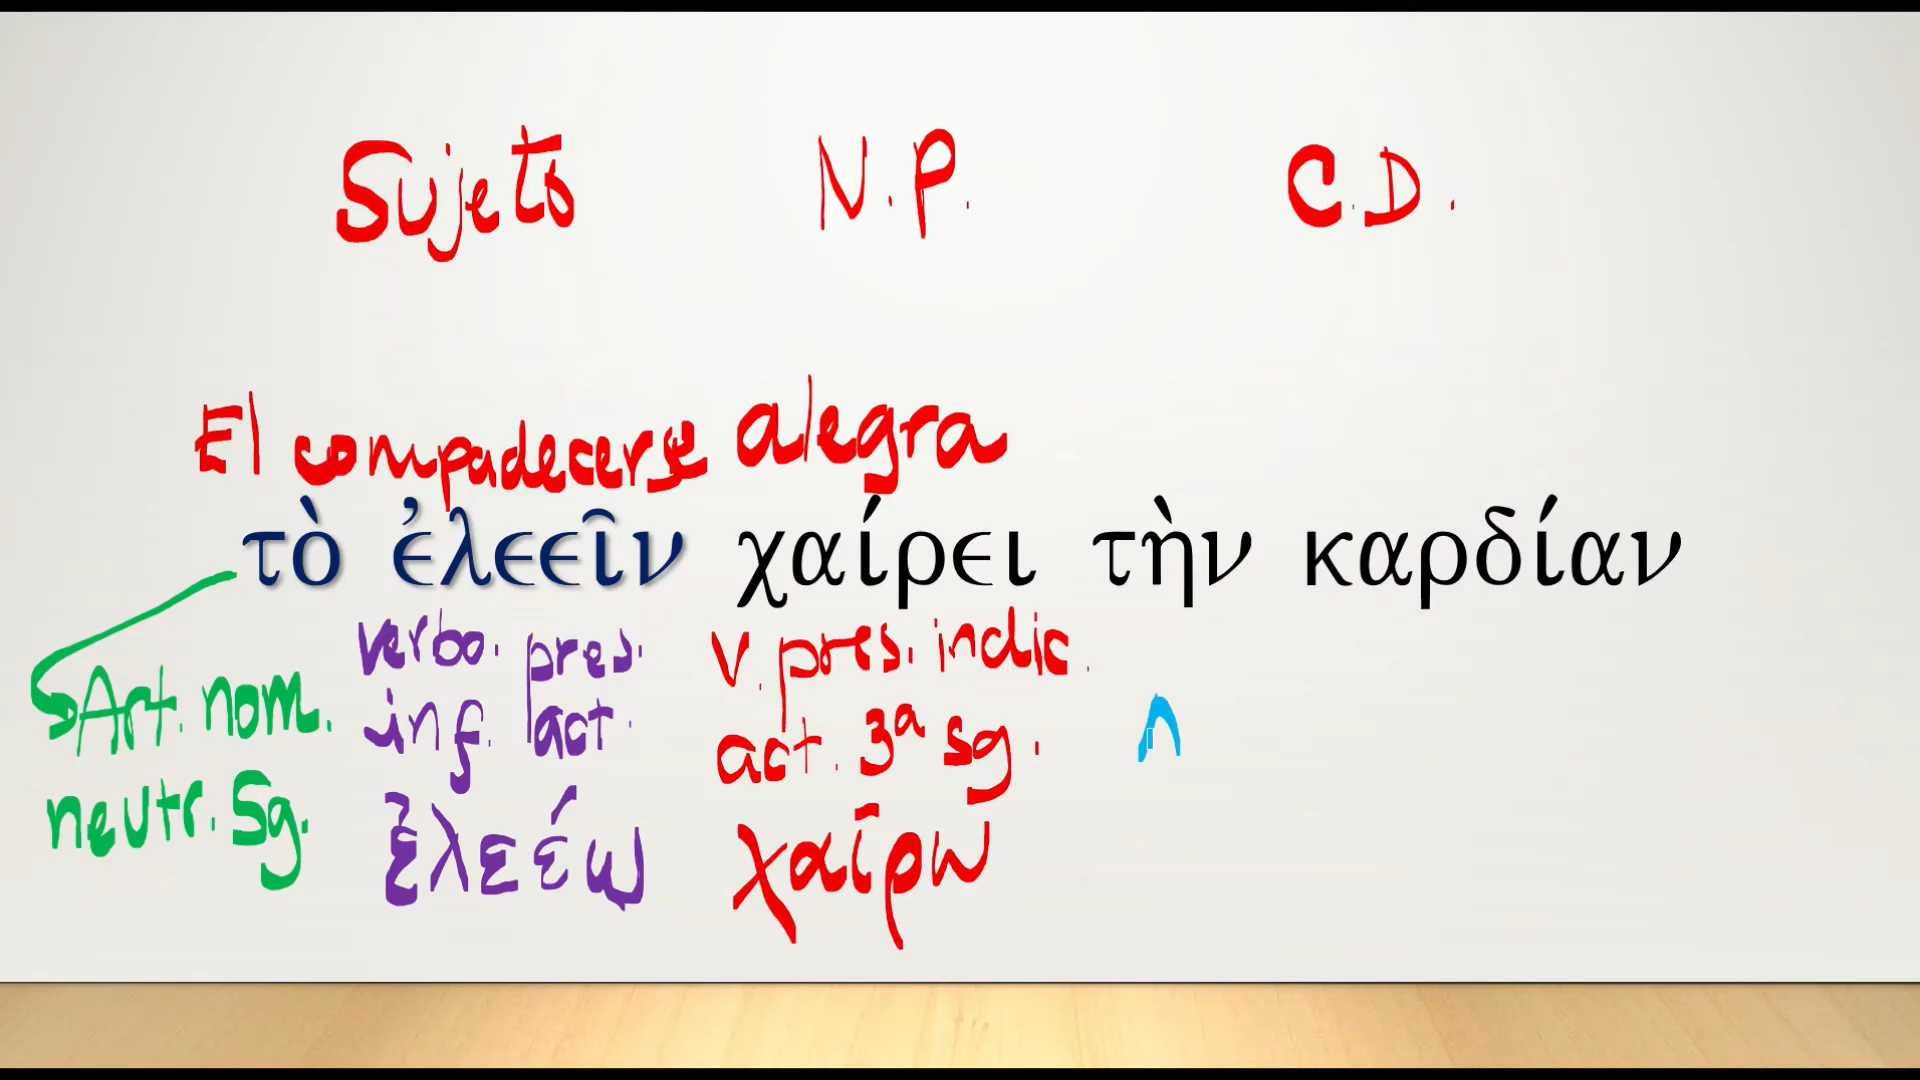 Sujeto N.P. C.D.
El compadecerse alegra
τὸ ἐλεεῖν χαίρει τὴν καρδίαν
verbo. pres. v. pres. indic.
Art. nom. inf. act. act. 3ª sg.
neutr. Sg. ἐλεέω χαίρω